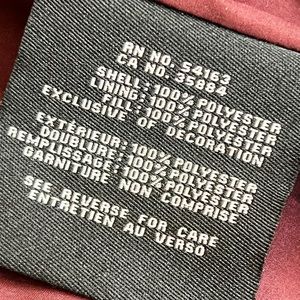 RN NO. 54163
CA NO. 35884
SHELL: 100% POLYESTER
LINING: 100% POLYESTER
FILL: 100% POLYESTER
EXCLUSIVE OF DECORATION
EXTÉRIEUR: 100% POLYESTER
DOUBLURE: 100% POLYESTER
REMPLISSAGE: 100% POLYESTER
DARNITURE NON COMPRISE
SEE REVERSE FOR CARE
ENTRETIEN AU VERSO